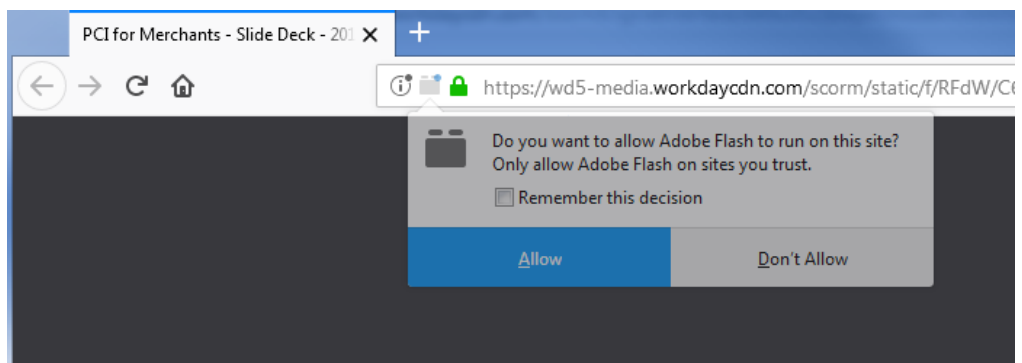 PCI for Merchants - Slide Deck - 201
https://wd5-media.workdaycdn.com/scorm/static/f/RFdW/C6
Do you want to allow Adobe Flash to run on this site?
Only allow Adobe Flash on sites you trust.
Remember this decision
Allow
Don't Allow